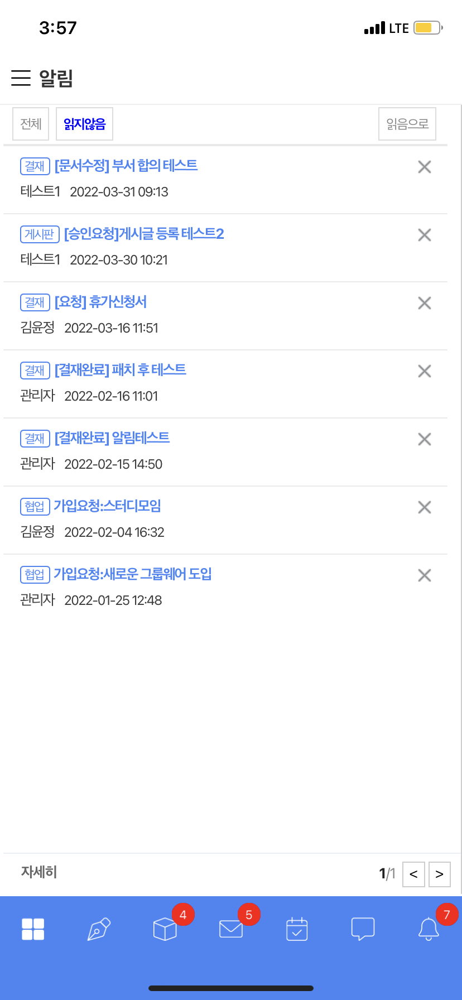 3:57 LTE
알림
전체 읽지않음 읽음으로
결재 [문서수정] 부서 합의 테스트
테스트1 2022-03-31 09:13
게시판 [승인요청]게시글 등록 테스트2
테스트1 2022-03-30 10:21
결재 [요청] 휴가신청서
김윤정 2022-03-16 11:51
결재 [결재완료] 패치 후 테스트
관리자 2022-02-16 11:01
결재 [결재완료] 알림테스트
관리자 2022-02-15 14:50
협업 가입요청:스터디모임
김윤정 2022-02-04 16:32
협업 가입요청:새로운 그룹웨어 도입
관리자 2022-01-25 12:48
자세히 1/1 < >
4 5 7